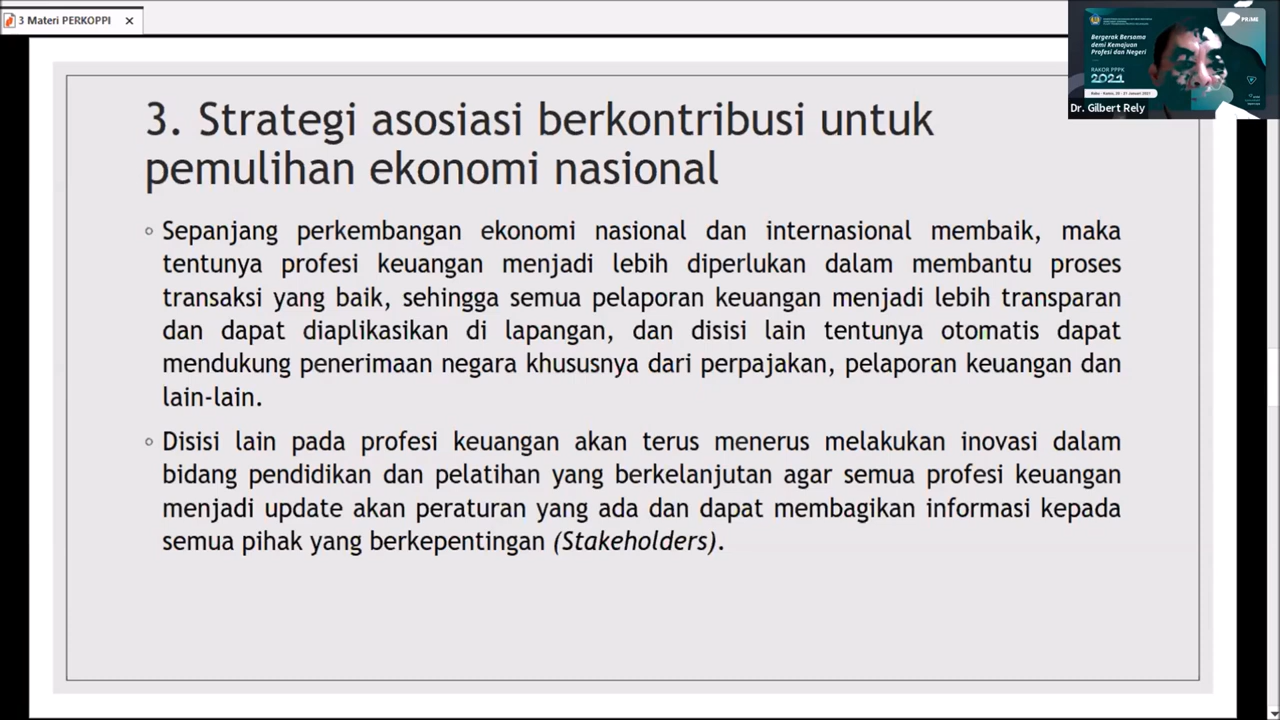 3 Materi PERKOPPI
PRiME
Bergerak Bersama
demi Kemajuan
Profesi dan Negeri
RAKOR PPPK
2021
Dr. Gilbert Rely
3. Strategi asosiasi berkontribusi untuk
pemulihan ekonomi nasional
Sepanjang perkembangan ekonomi nasional dan internasional membaik, maka
tentunya profesi keuangan menjadi lebih diperlukan dalam membantu proses
transaksi yang baik, sehingga semua pelaporan keuangan menjadi lebih transparan
dan dapat diaplikasikan di lapangan, dan disisi lain tentunya otomatis dapat
mendukung penerimaan negara khususnya dari perpajakan, pelaporan keuangan dan
lain-lain.
Disisi lain pada profesi keuangan akan terus menerus melakukan inovasi dalam
bidang pendidikan dan pelatihan yang berkelanjutan agar semua profesi keuangan
menjadi update akan peraturan yang ada dan dapat membagikan informasi kepada
semua pihak yang berkepentingan (Stakeholders).